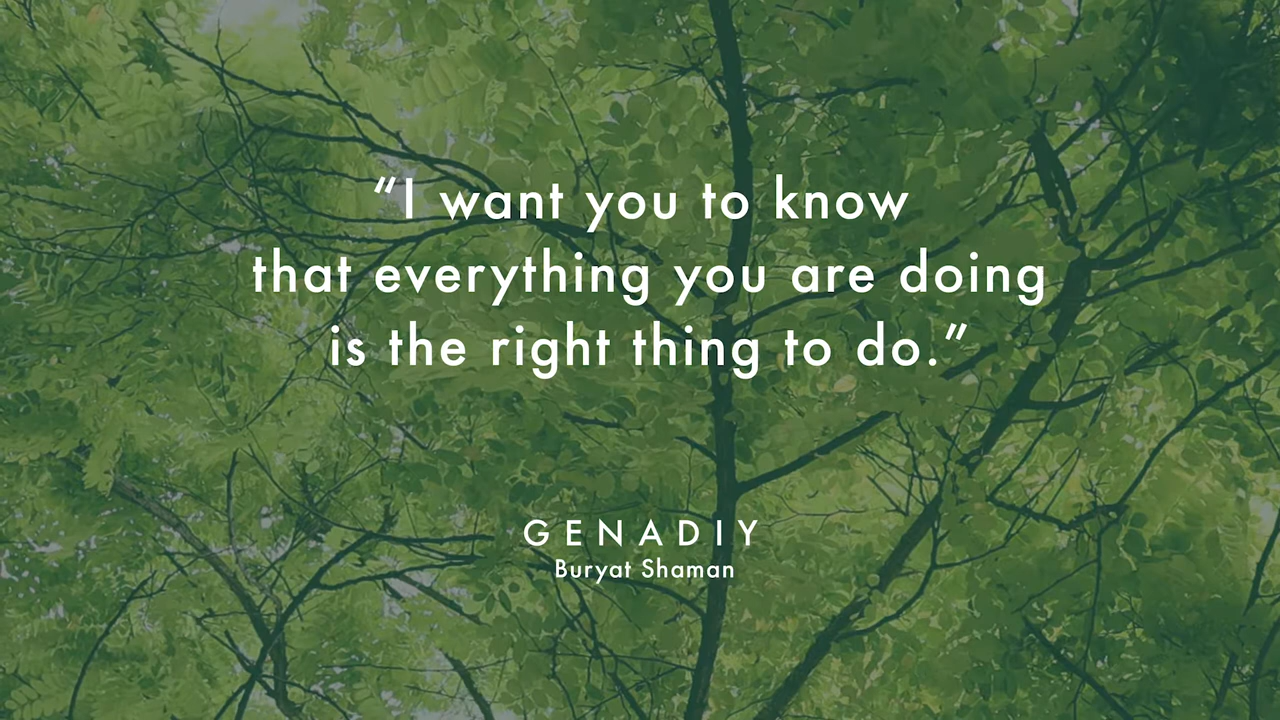 “I want you to know
that everything you are doing
is the right thing to do.”
GENADIY
Buryat Shaman